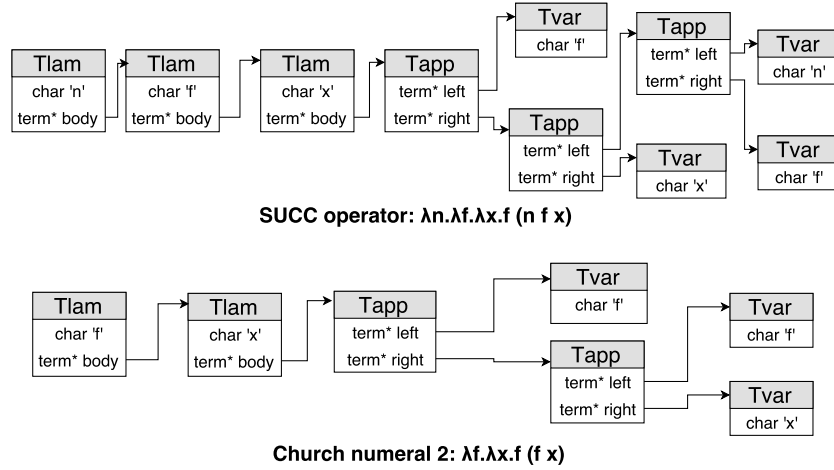 Tlam
char 'n'
term* body
Tlam
char 'f'
term* body
Tlam
char 'x'
term* body
Tapp
term* left
term* right
Tvar
char 'f'
Tapp
term* left
term* right
Tapp
term* left
term* right
Tvar
char 'x'
Tvar
char 'n'
Tvar
char 'f'
SUCC operator: λn.λf.λx.f (n f x)
Tlam
char 'f'
term* body
Tlam
char 'x'
term* body
Tapp
term* left
term* right
Tvar
char 'f'
Tapp
term* left
term* right
Tvar
char 'f'
Tvar
char 'x'
Church numeral 2: λf.λx.f (f x)